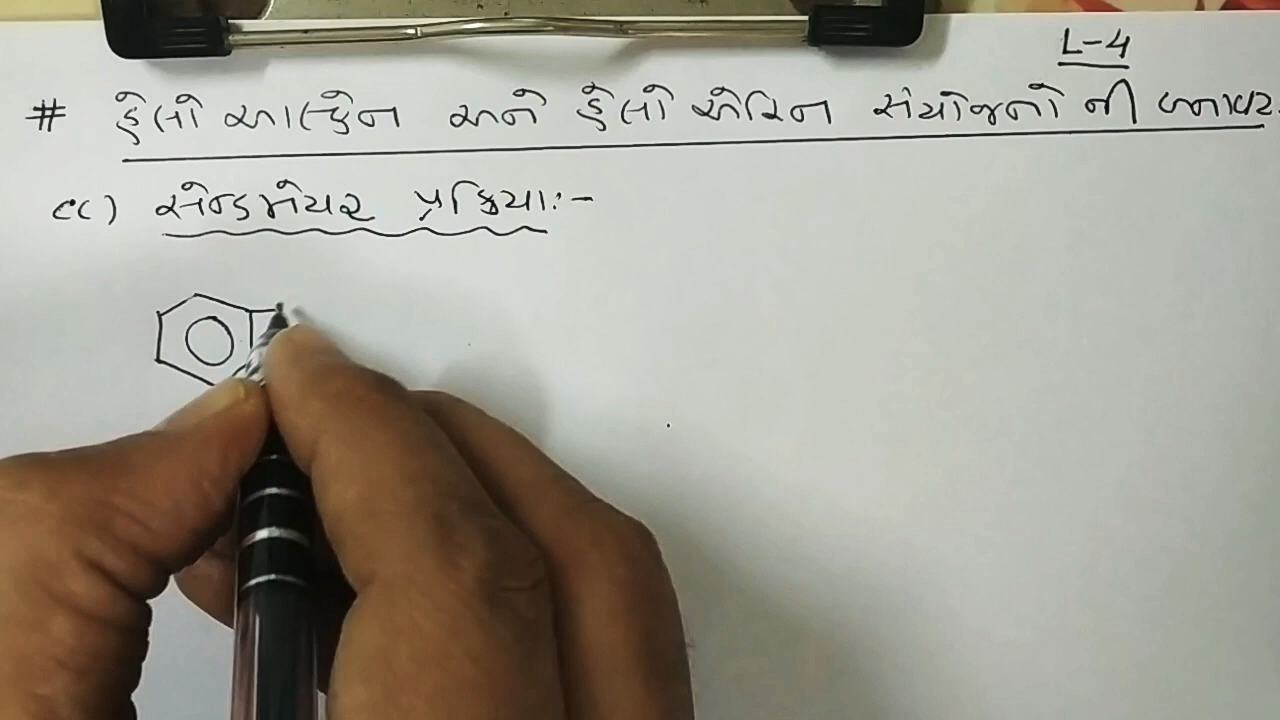 L-4
# હેલો આલ્કેન અને હેલો એરિન સંયોજનો ની બનાવટ
(C) સેન્ડમેયર પ્રક્રિયા:-